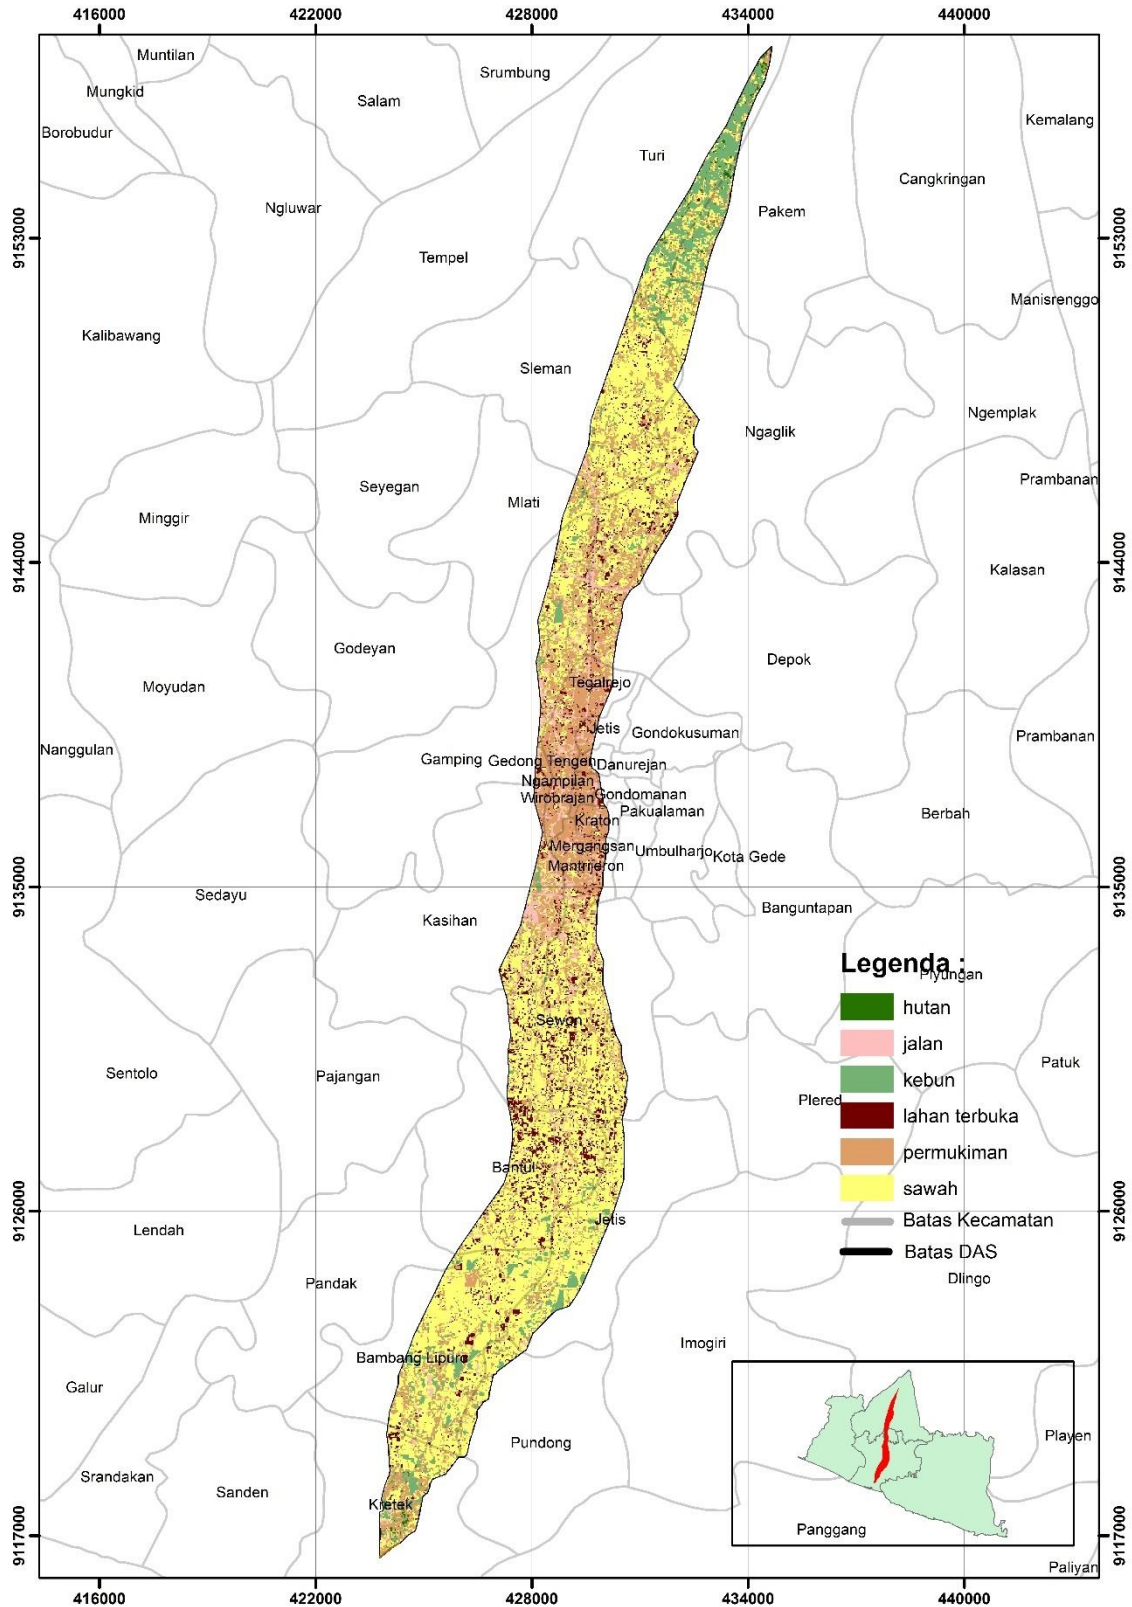 416000 422000 428000 434000 440000
Muntilan
Srumbung
Mungkid
Salam
Kemalang
Borobudur
Turi
Cangkringan
Ngluwar
Pakem
9153000 9153000
Tempel
Manisrenggo
Kalibawang
Sleman
Ngemplak
Ngaglik
Prambanan
Seyegan
Mlati
Minggir
9144000 9144000
Kalasan
Godeyan
Depok
Tegalrejo
Moyudan
Jetis
Gondokusuman
Nanggulan
Prambanan
Gamping
Gedong Tengen
Danurejan
Ngampilan
Wirobrajan
Gondomanan
Pakualaman
Berbah
Kraton
Mergangsan
Umbulharjo
Kota Gede
Mantrijeron
9135000 9135000
Sedayu
Banguntapan
Kasihan
Legenda :
Piyungan
hutan
Sewon
jalan
Patuk
Sentolo
Pajangan
kebun
Plered
lahan terbuka
permukiman
Bantul
sawah
9126000 9126000
Jetis
Batas Kecamatan
Lendah
Batas DAS
Pandak
Dlingo
Imogiri
Bambang Lipuro
Galur
Playen
Pundong
Srandakan
Sanden
Kretek
Panggang
9117000 9117000
Paliyan
416000 422000 428000 434000 440000